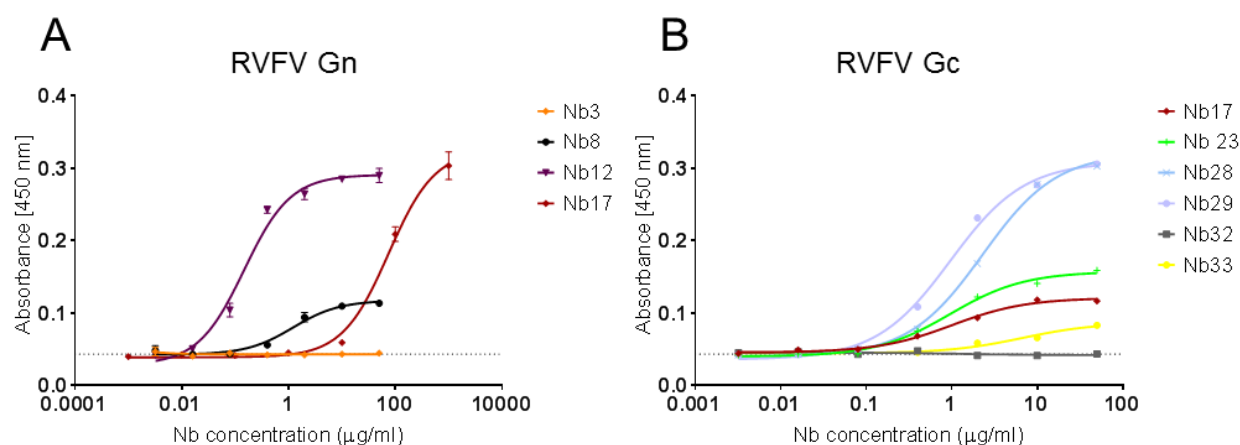 A
RVFV Gn
Absorbance [450 nm]
0.4
0.3
0.2
0.1
0.0
0.0001
0.01
1
100
10000
Nb concentration (μg/ml)
Nb3
Nb8
Nb12
Nb17
B
RVFV Gc
Absorbance [450 nm]
0.4
0.3
0.2
0.1
0.0
0.001
0.01
0.1
1
10
100
Nb concentration (μg/ml)
Nb17
Nb 23
Nb28
Nb29
Nb32
Nb33